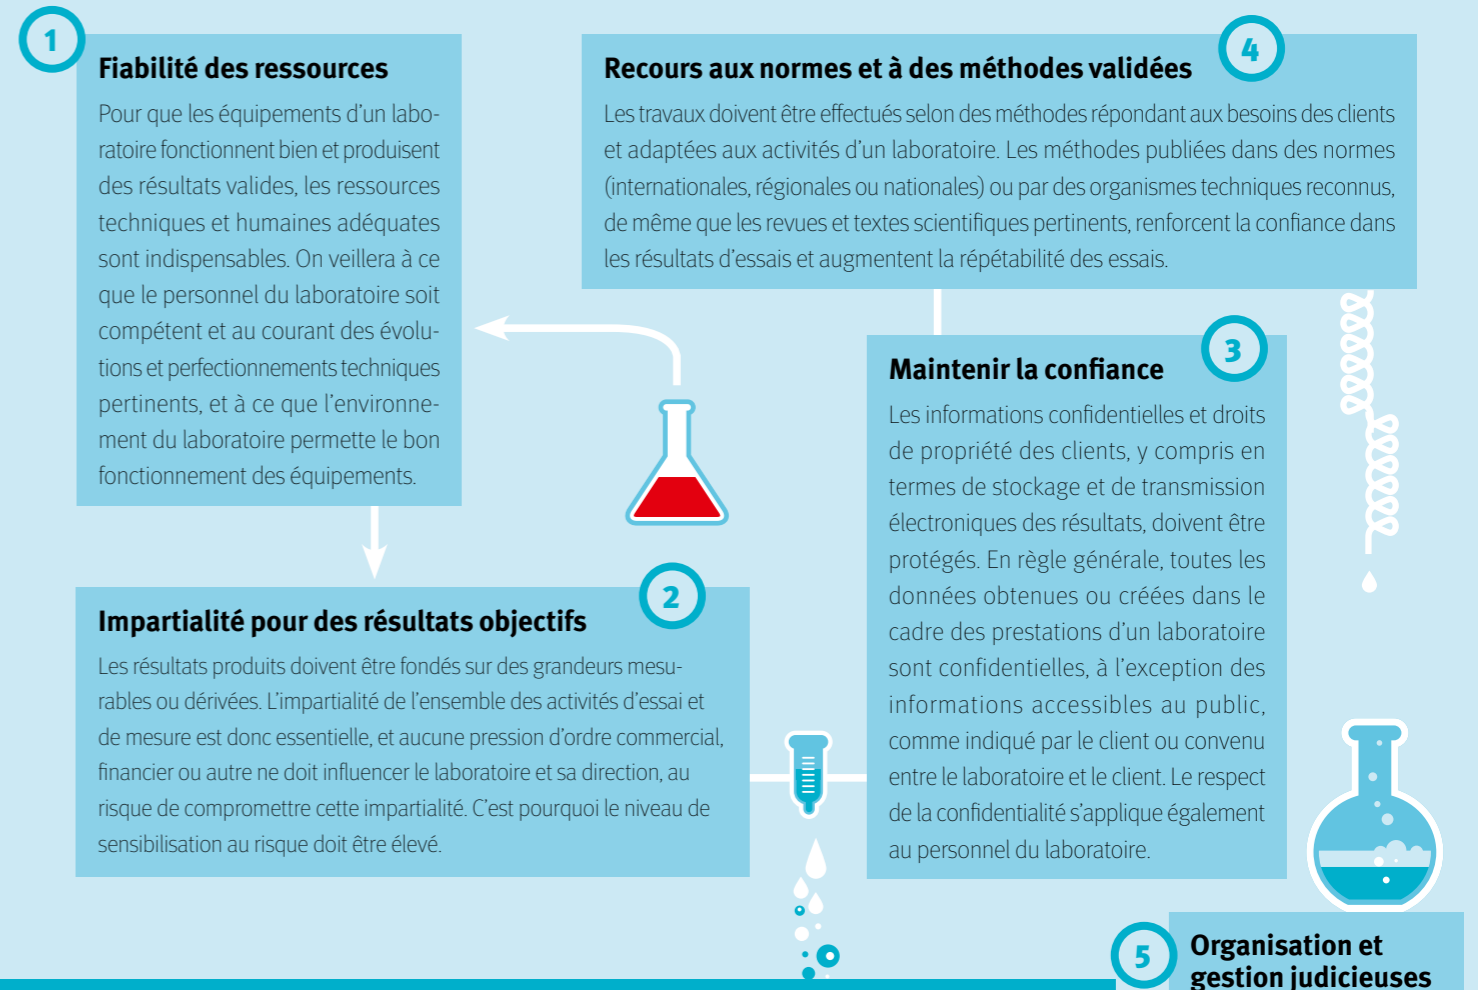 1
Fiabilité des ressources
Pour que les équipements d’un labo-
ratoire fonctionnent bien et produisent
des résultats valides, les ressources
techniques et humaines adéquates
sont indispensables. On veillera à ce
que le personnel du laboratoire soit
compétent et au courant des évolu-
tions et perfectionnements techniques
pertinents, et à ce que l’environne-
ment du laboratoire permette le bon
fonctionnement des équipements.
2
Impartialité pour des résultats objectifs
Les résultats produits doivent être fondés sur des grandeurs mesu-
rables ou dérivées. L’impartialité de l’ensemble des activités d’essai et
de mesure est donc essentielle, et aucune pression d’ordre commercial,
financier ou autre ne doit influencer le laboratoire et sa direction, au
risque de compromettre cette impartialité. C’est pourquoi le niveau de
sensibilisation au risque doit être élevé.
3
Maintenir la confiance
Les informations confidentielles et droits
de propriété des clients, y compris en
termes de stockage et de transmission
électroniques des résultats, doivent être
protégés. En règle générale, toutes les
données obtenues ou créées dans le
cadre des prestations d’un laboratoire
sont confidentielles, à l’exception des
informations accessibles au public,
comme indiqué par le client ou convenu
entre le laboratoire et le client. Le respect
de la confidentialité s’applique également
au personnel du laboratoire.
4
Recours aux normes et à des méthodes validées
Les travaux doivent être effectués selon des méthodes répondant aux besoins des clients
et adaptées aux activités d’un laboratoire. Les méthodes publiées dans des normes
(internationales, régionales ou nationales) ou par des organismes techniques reconnus,
de même que les revues et textes scientifiques pertinents, renforcent la confiance dans
les résultats d’essais et augmentent la répétabilité des essais.
5
Organisation et
gestion judicieuses